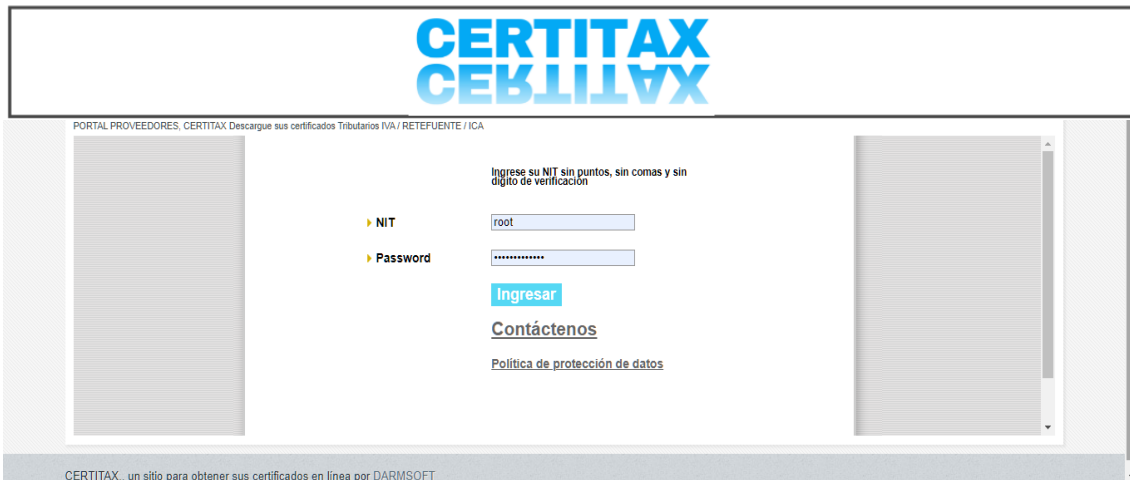 CERTITAX
PORTAL PROVEEDORES, CERTITAX Descargue sus certificados Tributarios IVA / RETEFUENTE / ICA
Ingrese su NIT sin puntos, sin comas y sin
digito de verificación
NIT
root
Password
•••••••••••••
Ingresar
Contáctenos
Política de protección de datos
CERTITAX.. un sitio para obtener sus certificados en línea por DARMSOFT